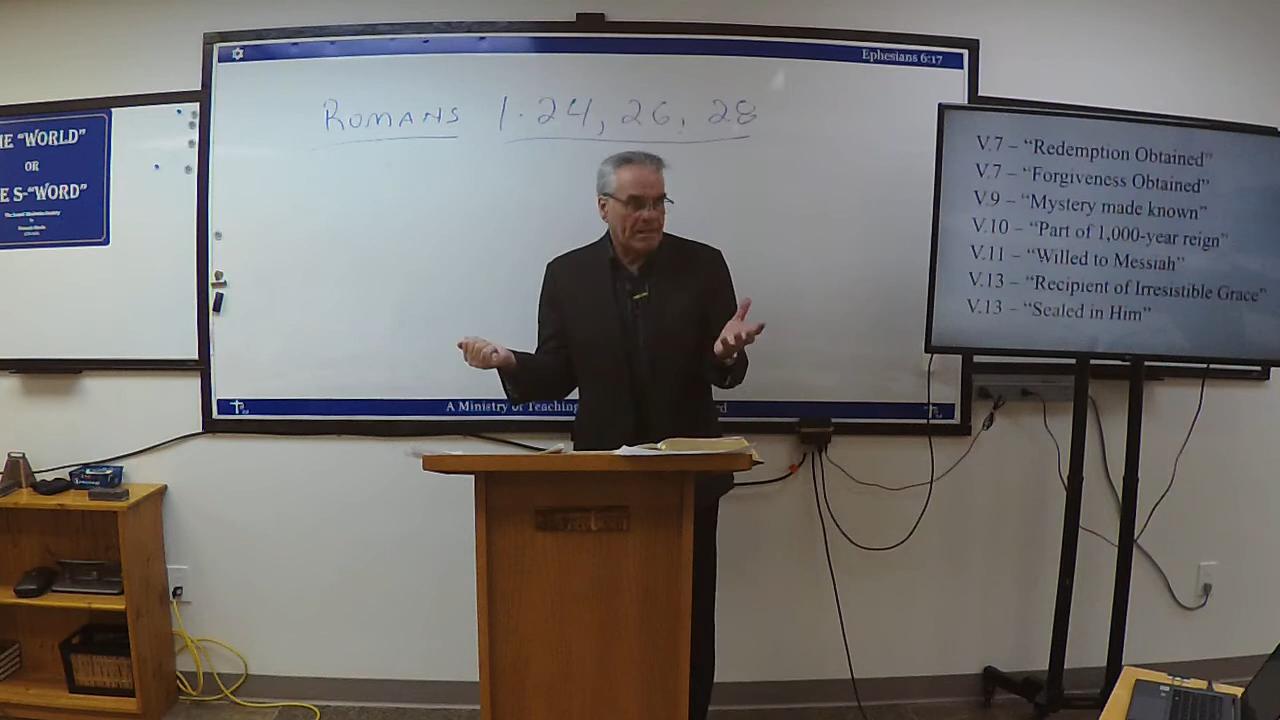 Ephesians 6:17
ROMANS 1:24, 26, 28
HE "WORLD"
OR
E S-"WORD"
V.7 – "Redemption Obtained"
V.7 – "Forgiveness Obtained"
V.9 – "Mystery made known"
V.10 – "Part of 1,000-year reign"
V.11 – "Willed to Messiah"
V.13 – "Recipient of Irresistible Grace"
V.13 – "Sealed in Him"
A Ministry of Teaching